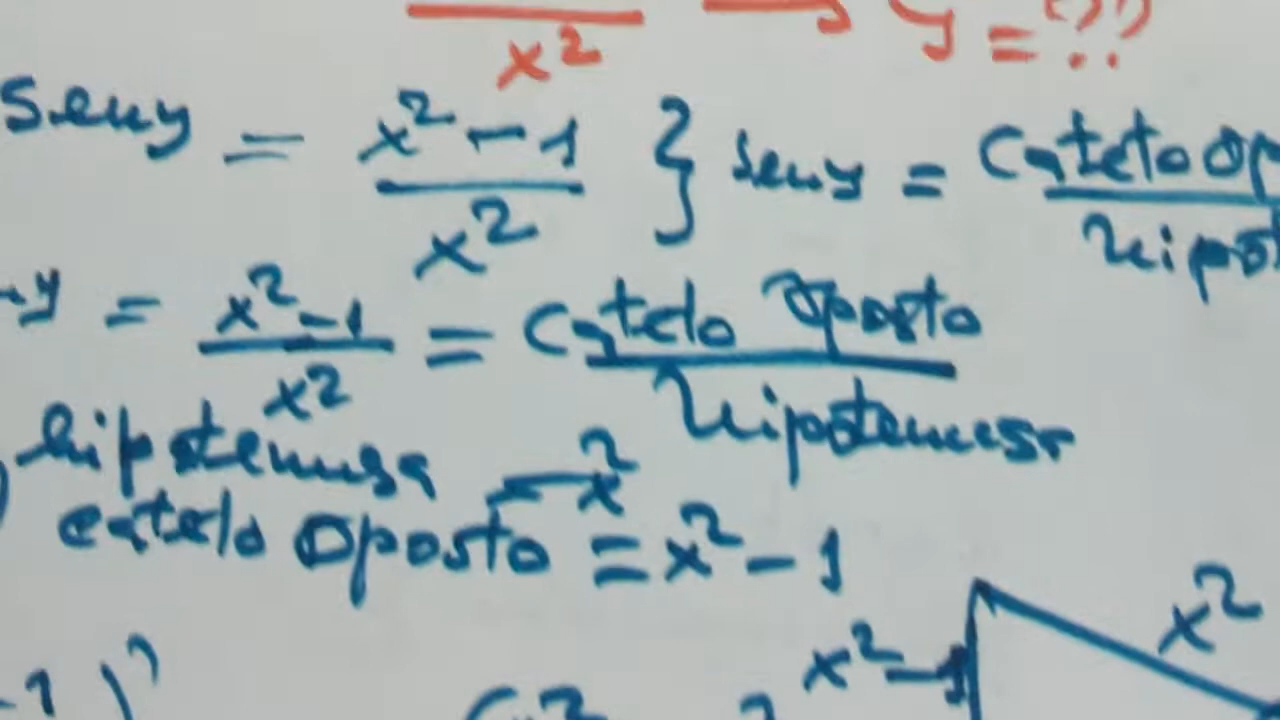 x² y = ??
Seny = x² - 1 / x² } Seny = Cateto op
hipot
y = x² - 1 / x² = Cateto oposto / hipotenusa
hipotenusa = x²
cateto oposto = x² - 1
x²
x² - 1
-1 )'